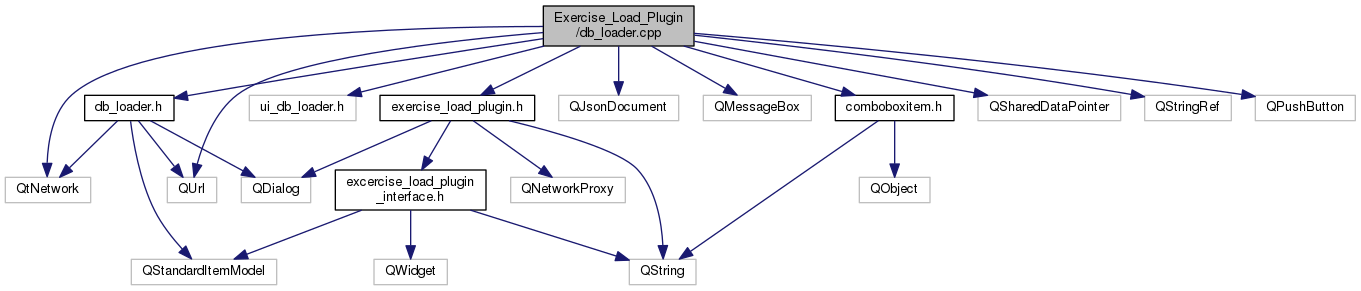 Exercise_Load_Plugin
/db_loader.cpp
db_loader.h
ui_db_loader.h
exercise_load_plugin.h
QJsonDocument
QMessageBox
comboboxitem.h
QSharedDataPointer
QStringRef
QPushButton
QtNetwork
QUrl
QDialog
excercise_load_plugin
_interface.h
QNetworkProxy
QObject
QStandardItemModel
QWidget
QString